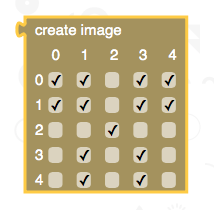 create image
0 1 2 3 4
0 ✓ ✓ ✓ ✓
1 ✓ ✓ ✓ ✓
2 ✓
3 ✓ ✓
4 ✓ ✓